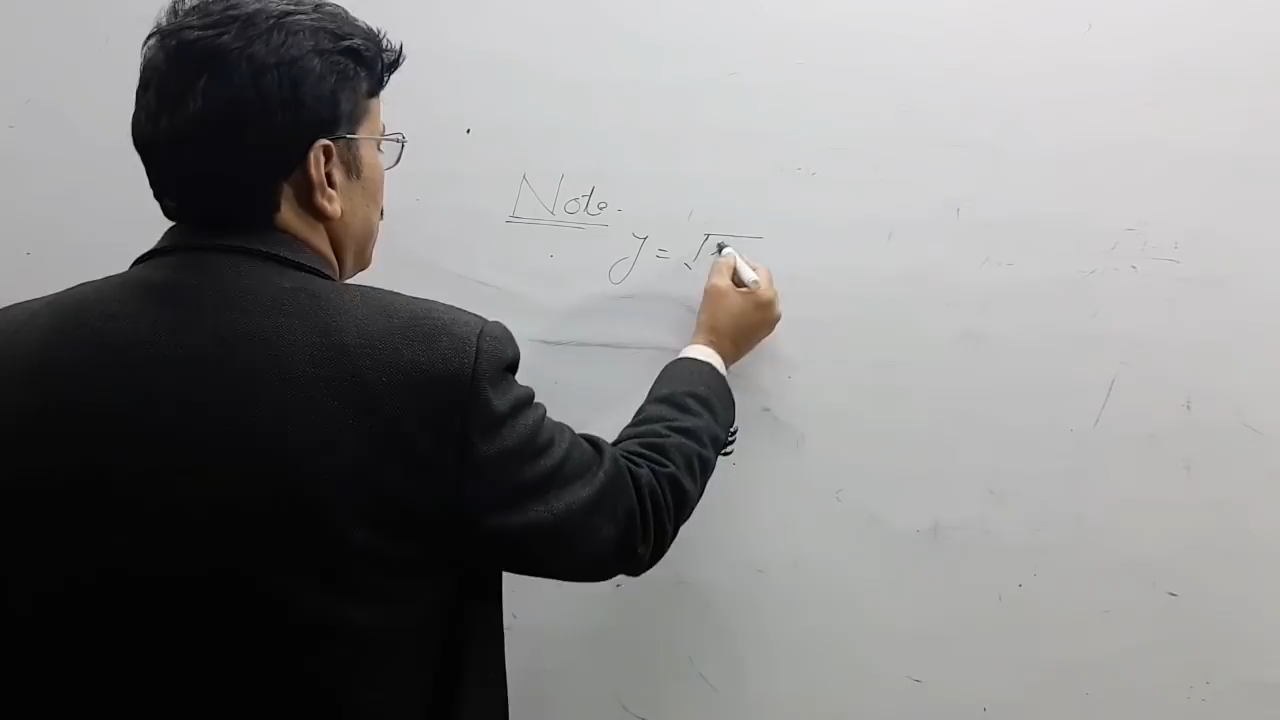 Note.
y = √